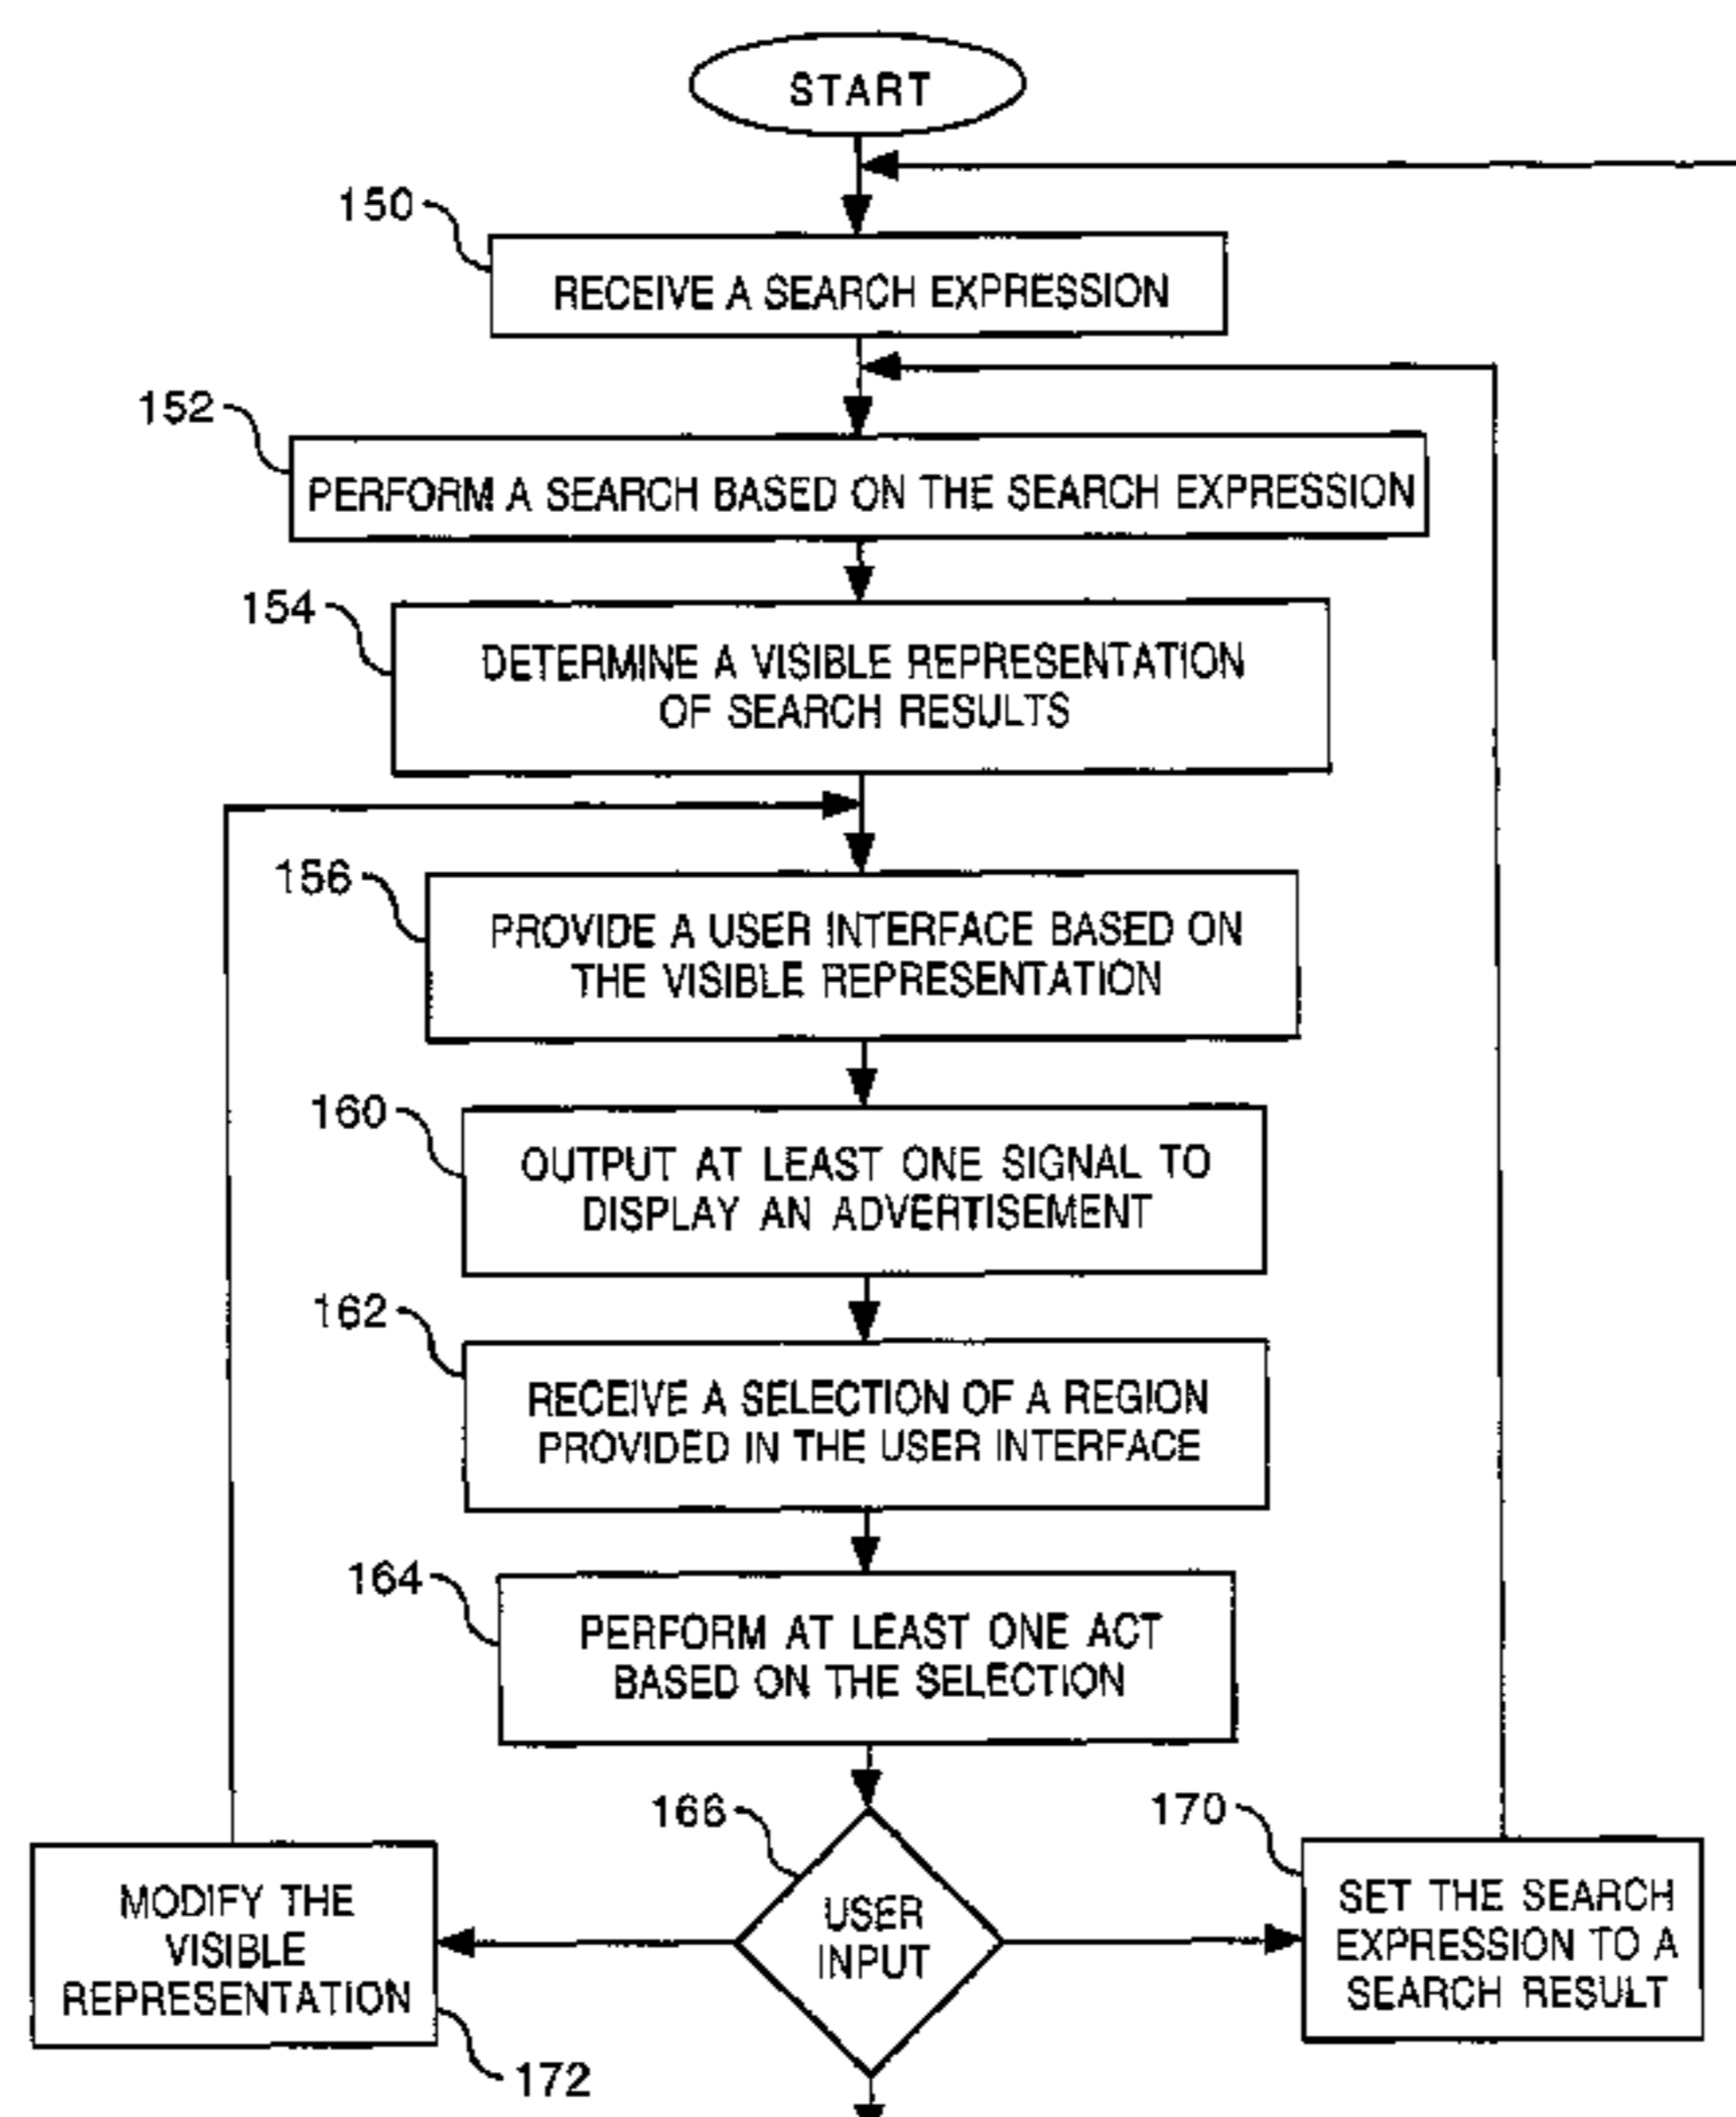 START
150
RECEIVE A SEARCH EXPRESSION
152
PERFORM A SEARCH BASED ON THE SEARCH EXPRESSION
154
DETERMINE A VISIBLE REPRESENTATION
OF SEARCH RESULTS
156
PROVIDE A USER INTERFACE BASED ON
THE VISIBLE REPRESENTATION
160
OUTPUT AT LEAST ONE SIGNAL TO
DISPLAY AN ADVERTISEMENT
162
RECEIVE A SELECTION OF A REGION
PROVIDED IN THE USER INTERFACE
164
PERFORM AT LEAST ONE ACT
BASED ON THE SELECTION
166
USER
INPUT
170
SET THE SEARCH
EXPRESSION TO A
SEARCH RESULT
MODIFY THE
VISIBLE
REPRESENTATION
172